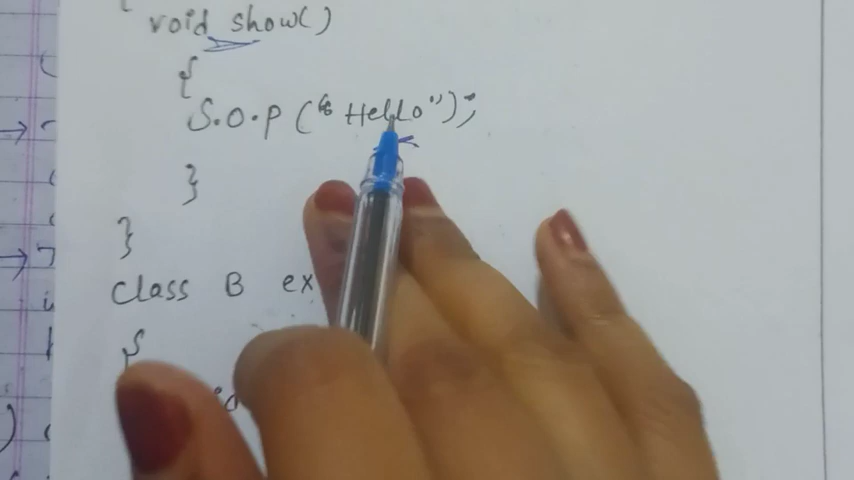 {
void show()
{
S.O.P ("Hello");
}
}
class B ex
{